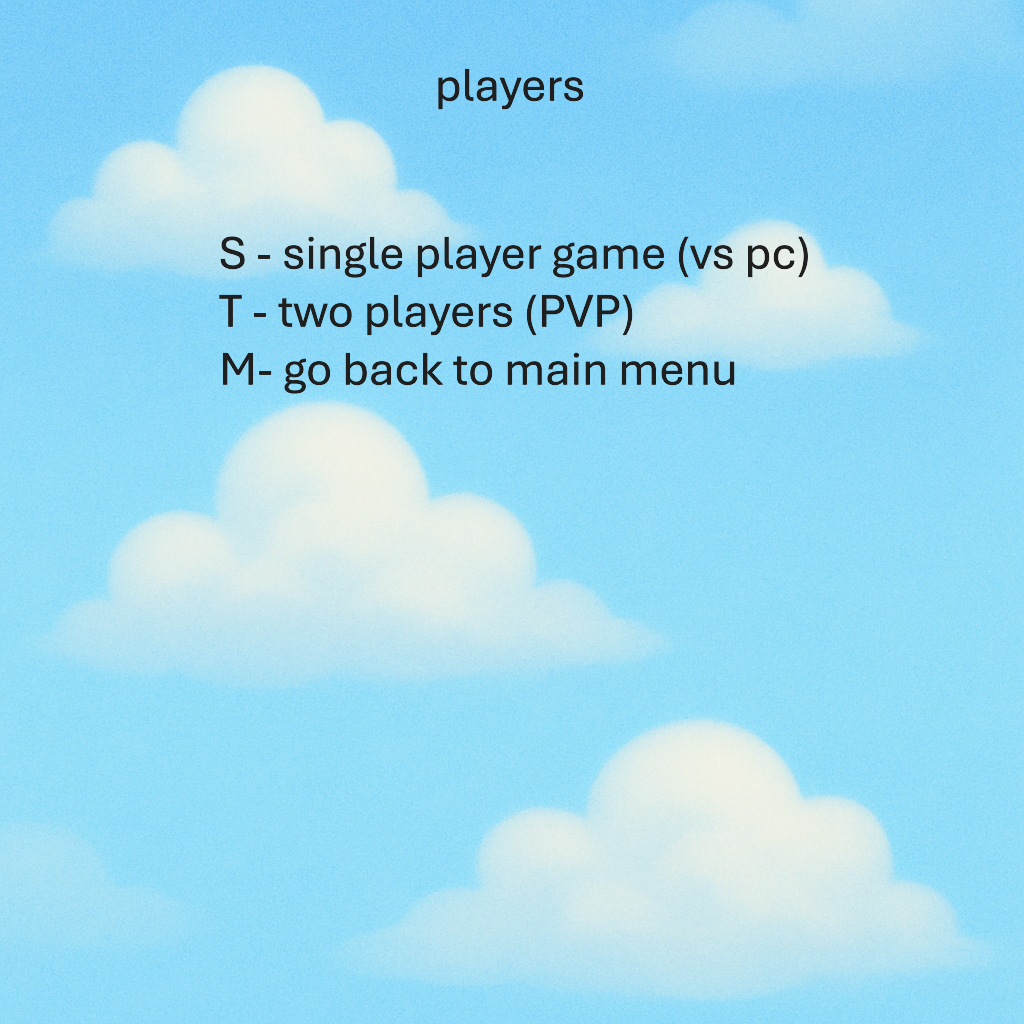 players
S - single player game (vs pc)
T - two players (PVP)
M- go back to main menu